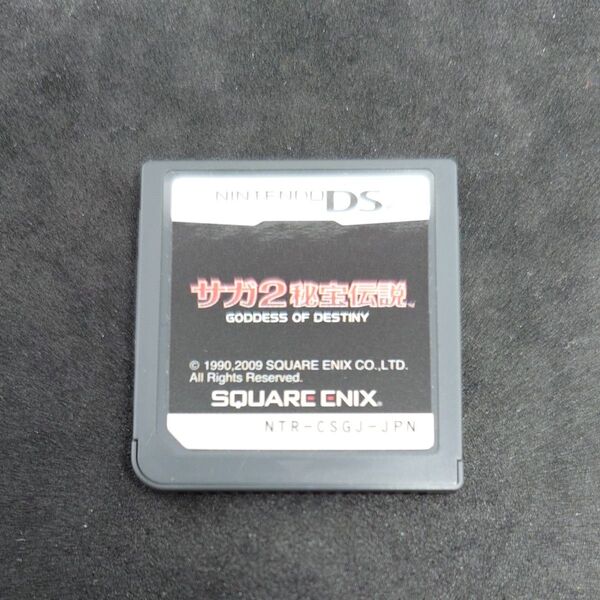 NINTENDO DS
サガ2秘宝伝説
GODDESS OF DESTINY
© 1990,2009 SQUARE ENIX CO.,LTD.
All Rights Reserved.
SQUARE ENIX®
NTR-CSGJ-JPN